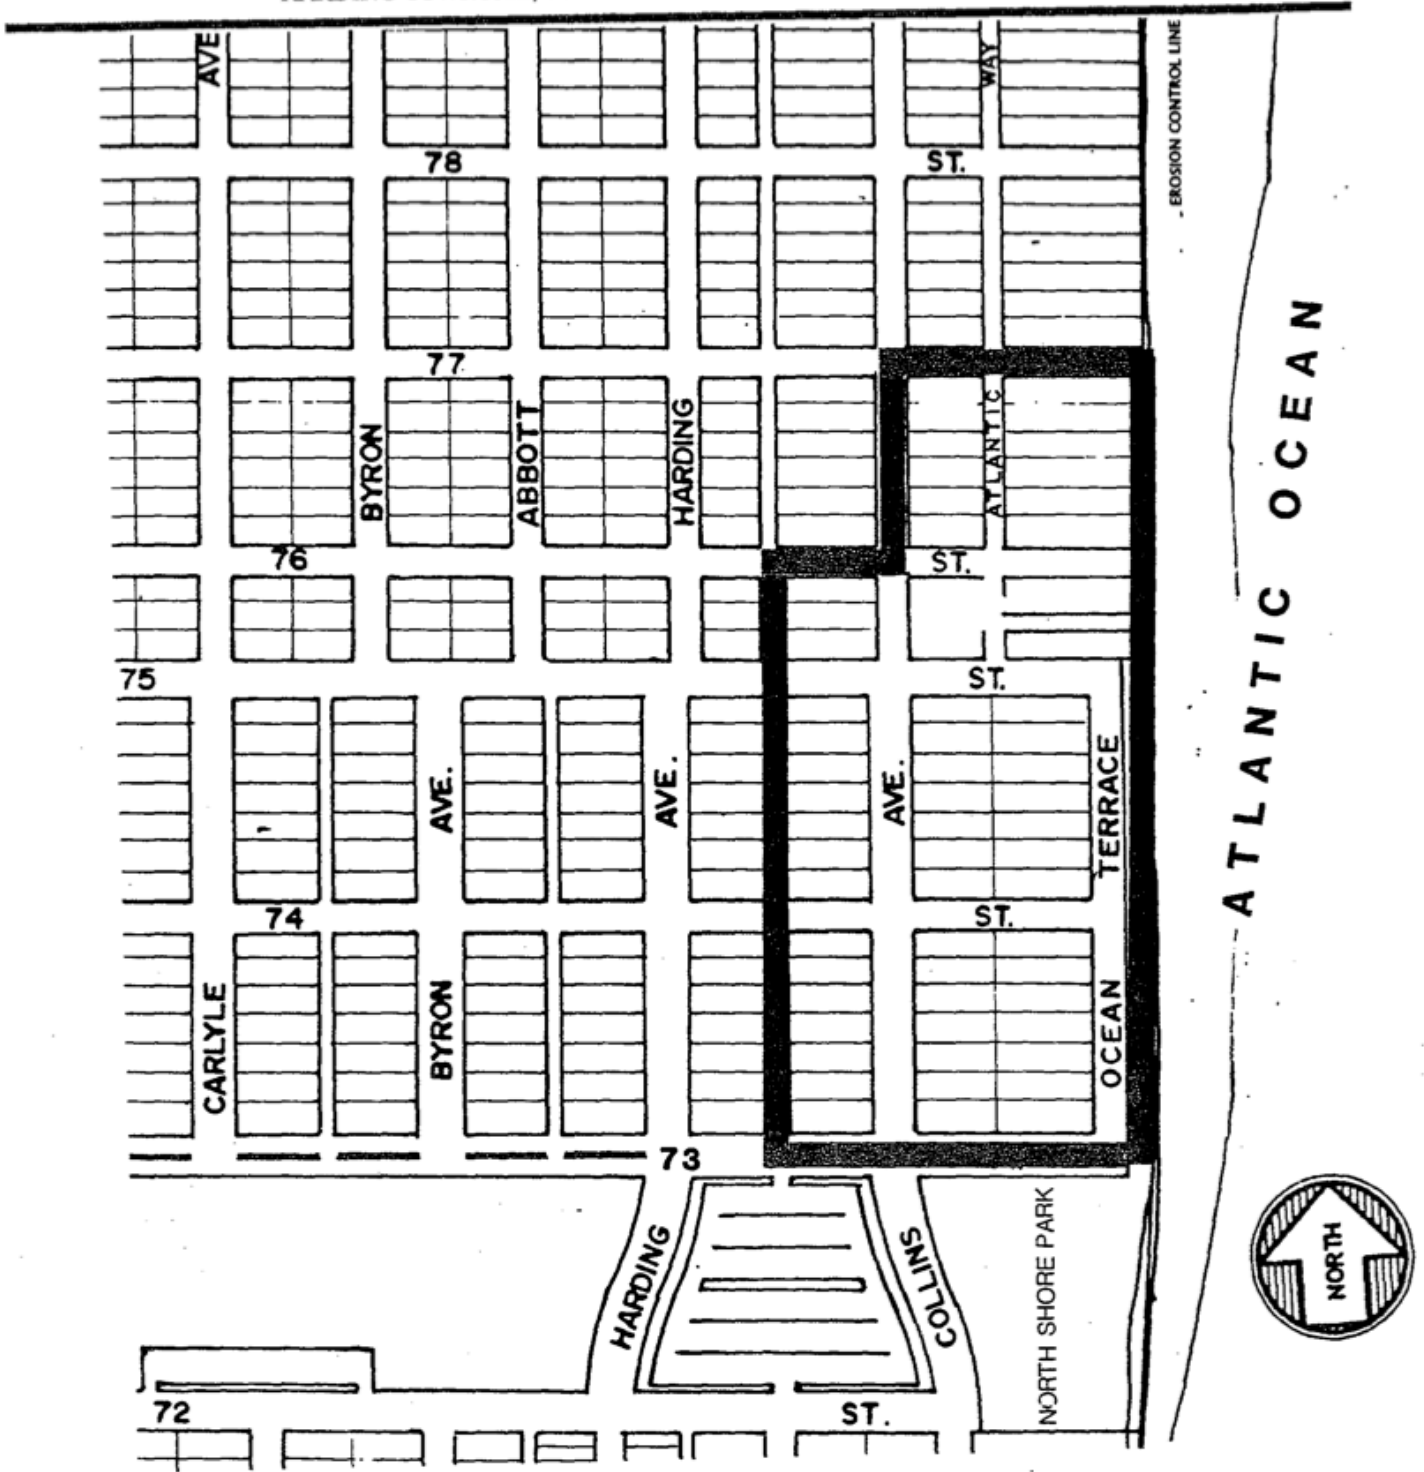 AVE
WAY
EROSION CONTROL LINE
78 ST.
77
BYRON
ABBOTT
HARDING
ATLANTIC
ATLANTIC OCEAN
76 ST.
75 ST.
AVE.
AVE.
AVE.
TERRACE
74 ST.
CARLYLE
BYRON
OCEAN
73
HARDING
COLLINS
NORTH SHORE PARK
NORTH
72 ST.